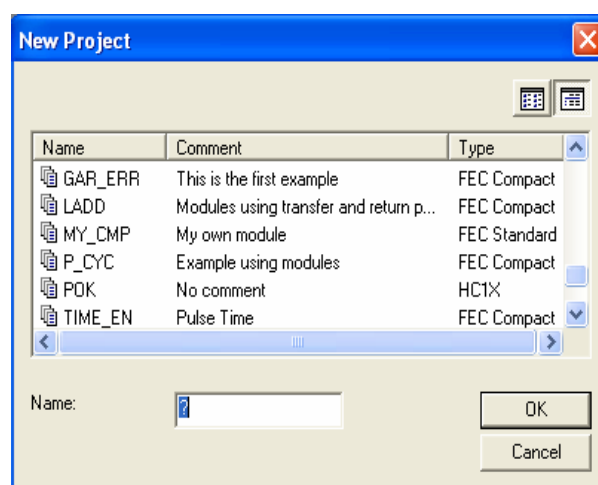 New Project
Name Comment Type
GAR_ERR This is the first example FEC Compact
LADD Modules using transfer and return p... FEC Compact
MY_CMP My own module FEC Standard
P_CYC Example using modules FEC Compact
POK No comment HC1X
TIME_EN Pulse Time FEC Compact
Name: ?
OK
Cancel